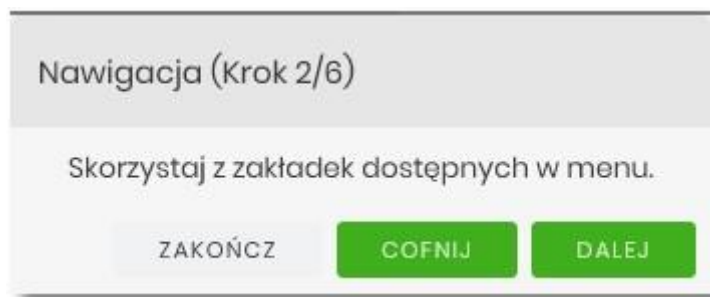 Nawigacja (Krok 2/6)
Skorzystaj z zakładek dostępnych w menu.
ZAKOŃCZ COFNIJ DALEJ